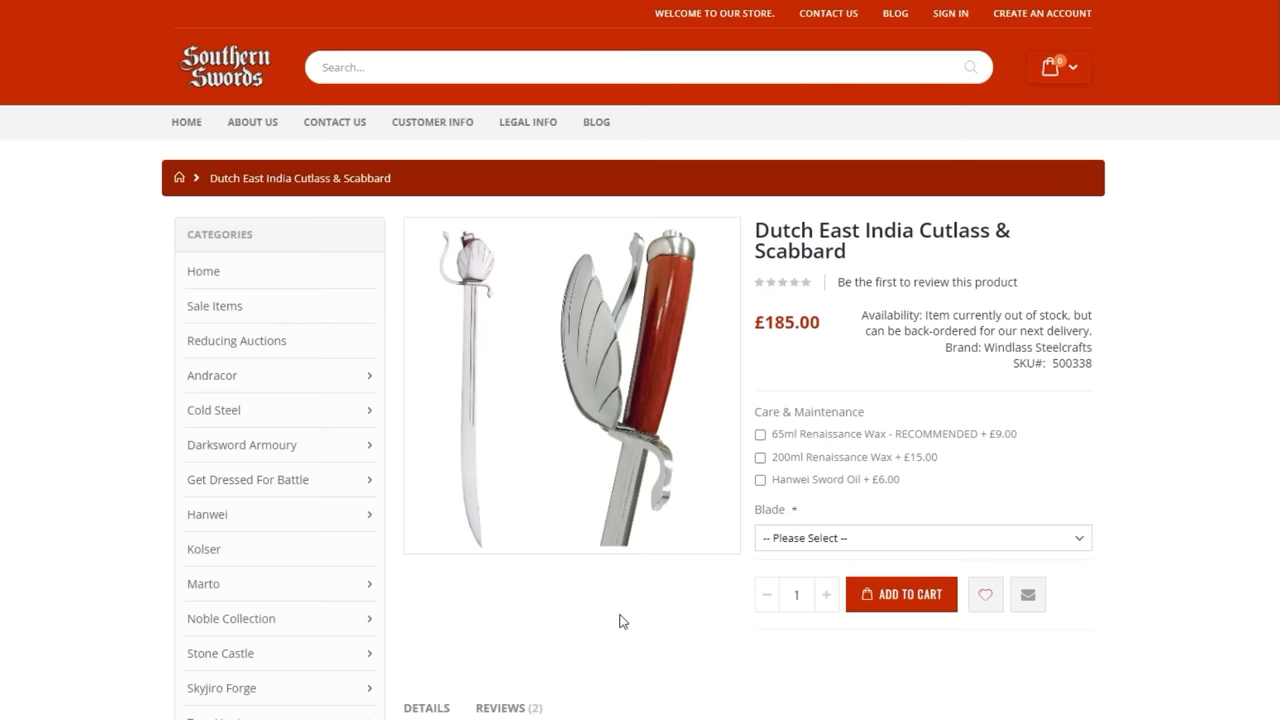 WELCOME TO OUR STORE. CONTACT US BLOG SIGN IN CREATE AN ACCOUNT
Southern
Swords
Search...
0
HOME ABOUT US CONTACT US CUSTOMER INFO LEGAL INFO BLOG
Dutch East India Cutlass & Scabbard
CATEGORIES
Home
Sale Items
Reducing Auctions
Andracor
Cold Steel
Darksword Armoury
Get Dressed For Battle
Hanwei
Kolser
Marto
Noble Collection
Stone Castle
Skyjiro Forge
Dutch East India Cutlass &
Scabbard
Be the first to review this product
£185.00
Availability: Item currently out of stock, but
can be back-ordered for our next delivery.
Brand: Windlass Steelcrafts
SKU#: 500338
Care & Maintenance
65ml Renaissance Wax - RECOMMENDED + £9.00
200ml Renaissance Wax + £15.00
Hanwei Sword Oil + £6.00
Blade *
-- Please Select --
1
ADD TO CART
DETAILS REVIEWS (2)